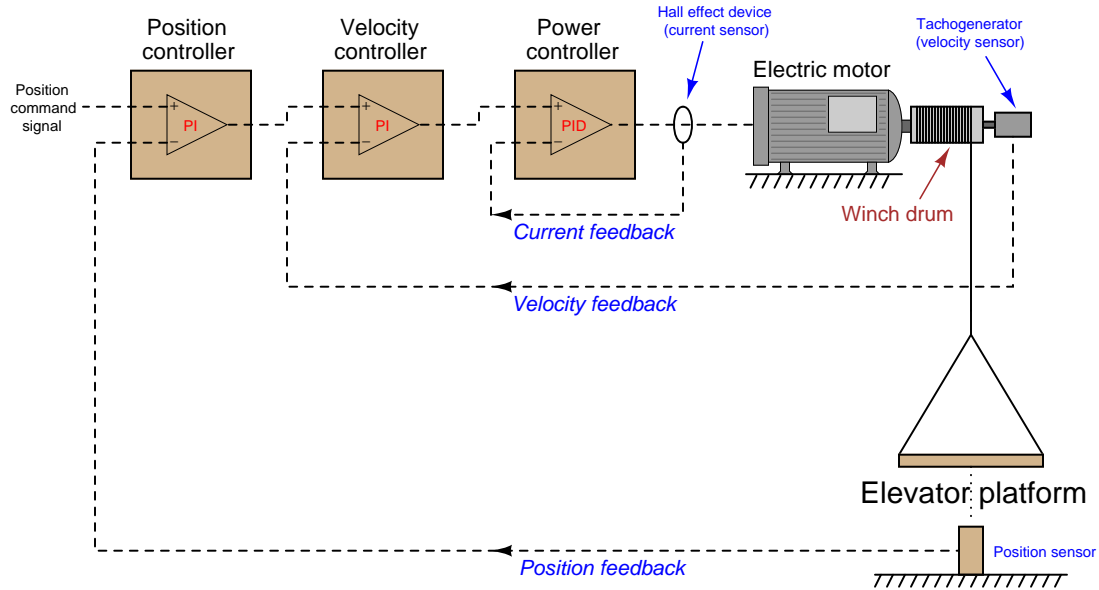 Hall effect device
(current sensor)
Tachogenerator
(velocity sensor)
Position
controller
Velocity
controller
Power
controller
Electric motor
Position
command
signal
+
PI
−
+
PI
−
+
PID
−
Winch drum
Current feedback
Velocity feedback
Elevator platform
Position sensor
Position feedback